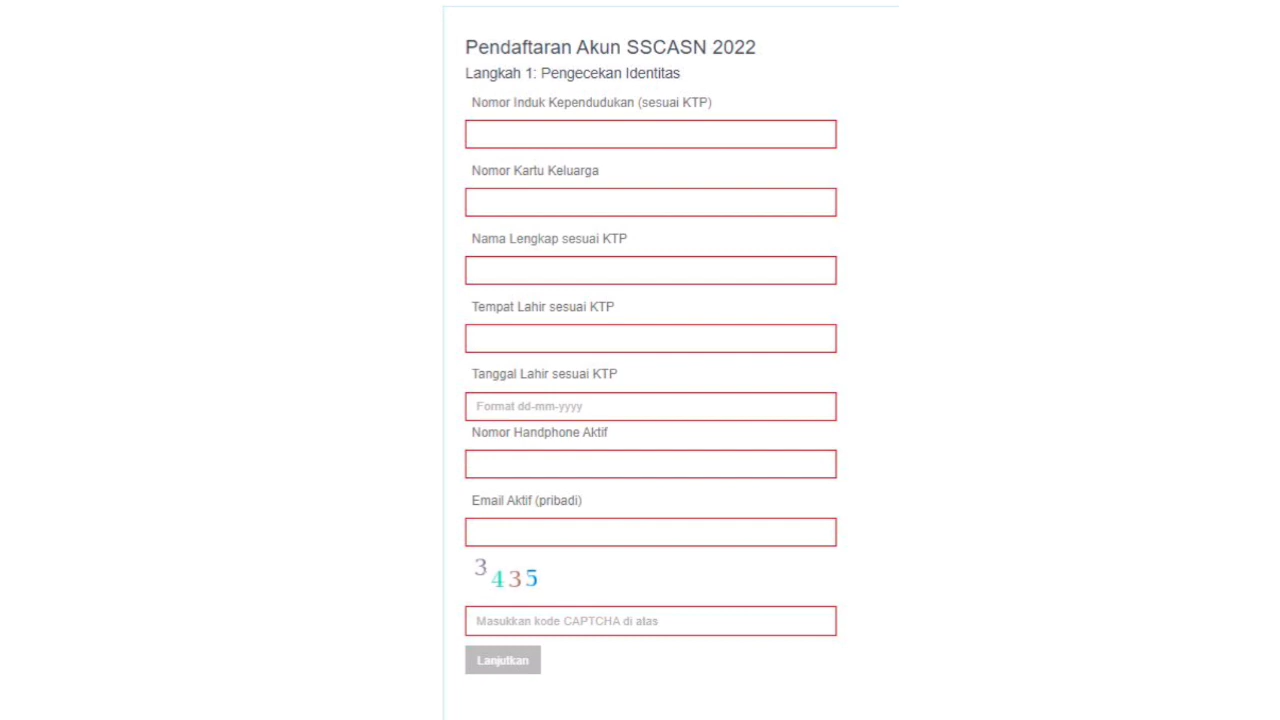 Pendaftaran Akun SSCASN 2022
Langkah 1: Pengecekan Identitas
Nomor Induk Kependudukan (sesuai KTP)
Nomor Kartu Keluarga
Nama Lengkap sesuai KTP
Tempat Lahir sesuai KTP
Tanggal Lahir sesuai KTP
Format dd-mm-yyyy
Nomor Handphone Aktif
Email Aktif (pribadi)
3435
Masukkan kode CAPTCHA di atas
Lanjutkan